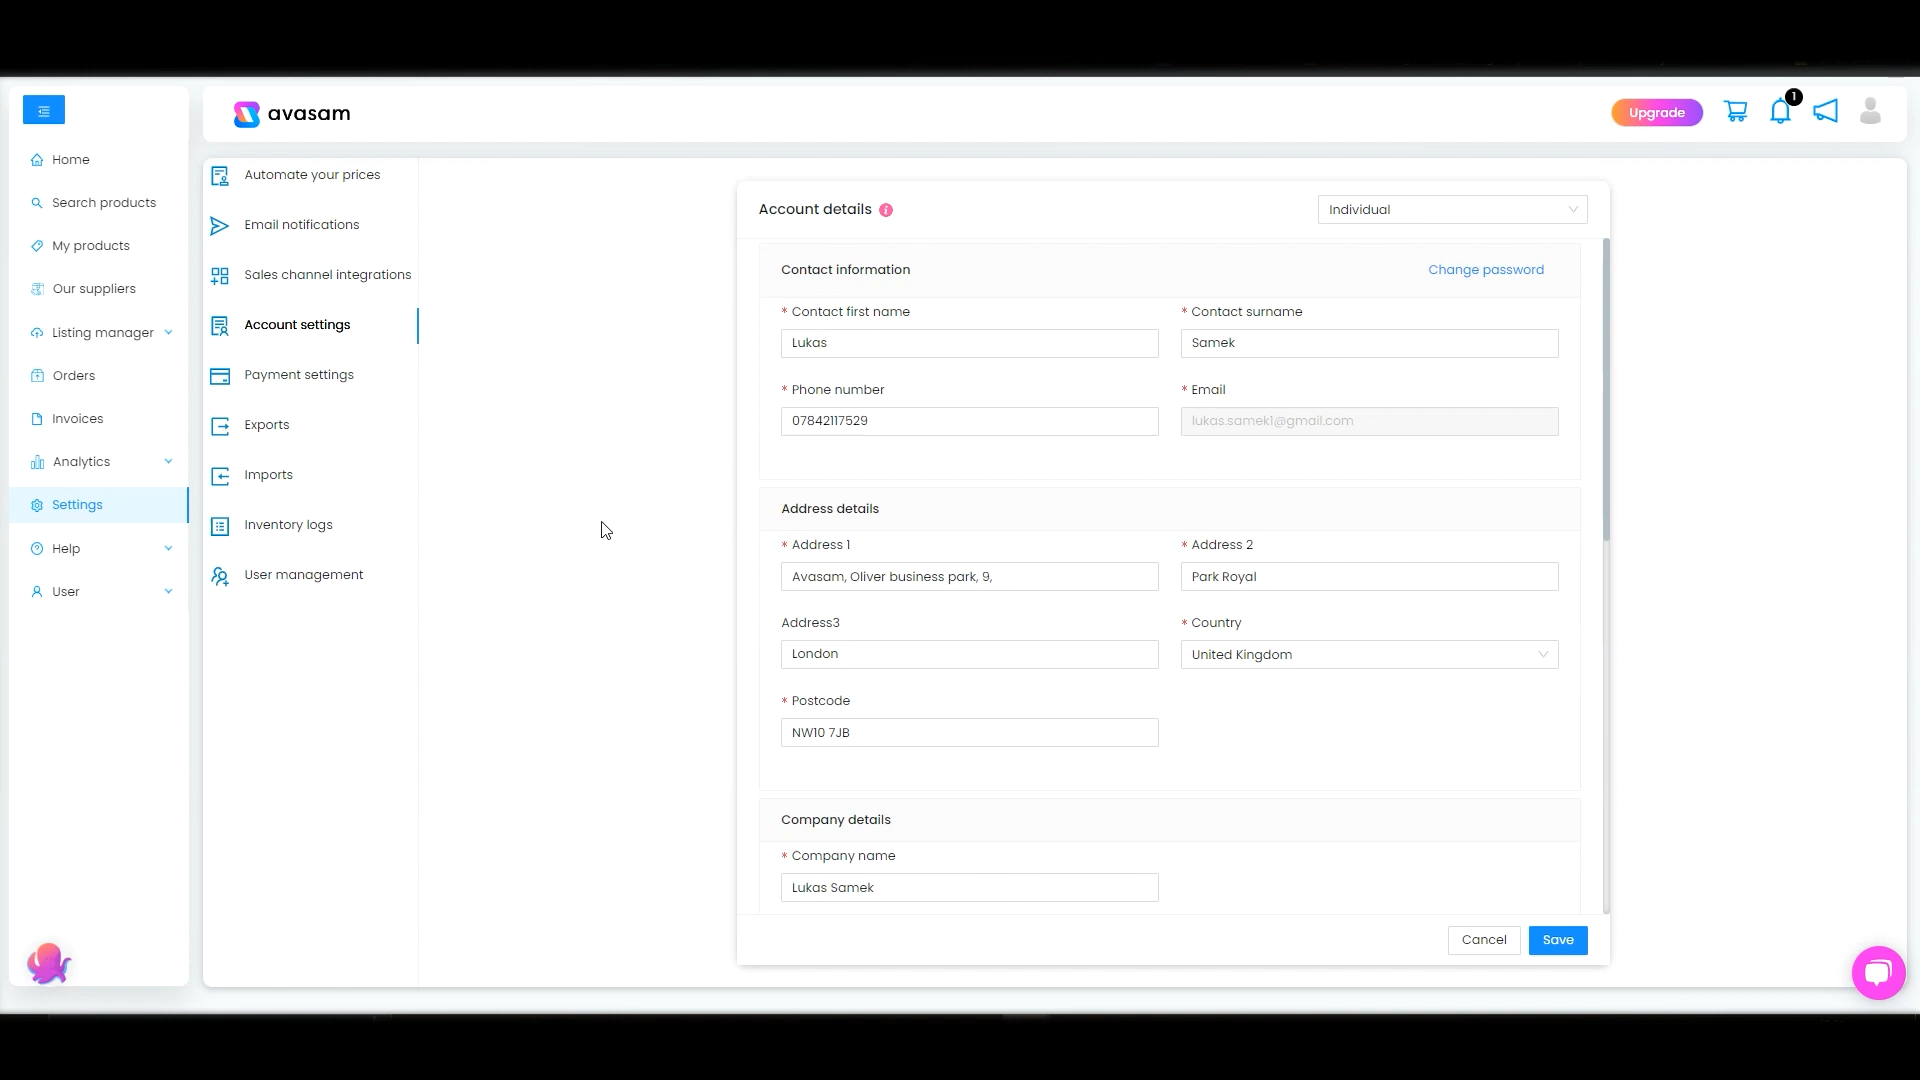 avasam
Upgrade
1
Home
Search products
My products
Our suppliers
Listing manager
Orders
Invoices
Analytics
Settings
Help
User
Automate your prices
Email notifications
Sales channel integrations
Account settings
Payment settings
Exports
Imports
Inventory logs
User management
Account details i
Individual
Contact information
Change password
* Contact first name
* Contact surname
Lukas
Samek
* Phone number
* Email
07842117529
lukas.samek1@gmail.com
Address details
* Address 1
* Address 2
Avasam, Oliver business park, 9,
Park Royal
Address3
* Country
London
United Kingdom
* Postcode
NW10 7JB
Company details
* Company name
Lukas Samek
Cancel
Save